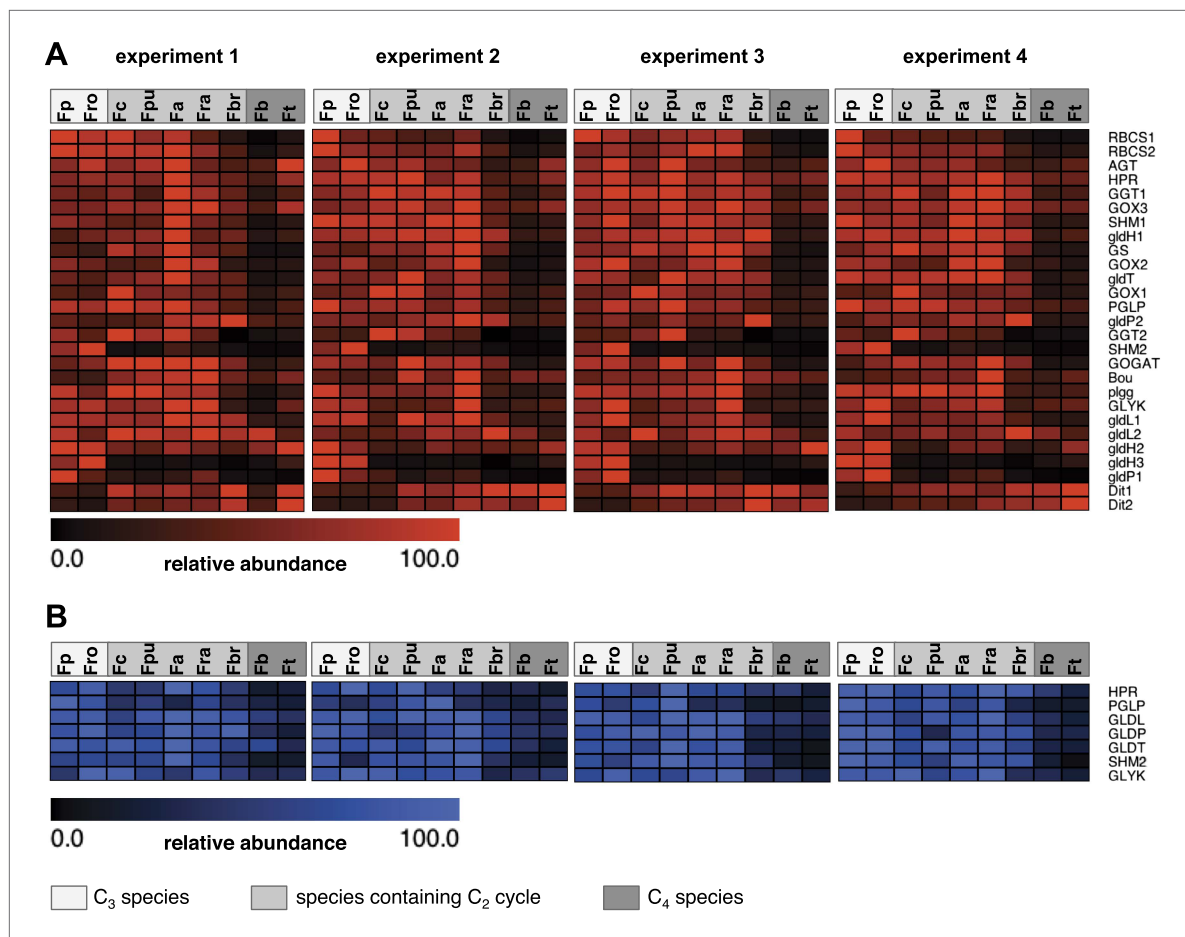 A
experiment 1 experiment 2 experiment 3 experiment 4
Fp Fro Fc Fpu Fa Fra Fbr Fb Ft Fp Fro Fc Fpu Fa Fra Fbr Fb Ft Fp Fro Fc Fpu Fa Fra Fbr Fb Ft Fp Fro Fc Fpu Fa Fra Fbr Fb Ft
RBCS1
RBCS2
AGT
HPR
GGT1
GOX3
SHM1
gldH1
GS
GOX2
gldT
GOX1
PGLP
gldP2
GGT2
SHM2
GOGAT
Bou
plgg
GLYK
gldL1
gldL2
gldH2
gldH3
gldP1
Dit1
Dit2
0.0 relative abundance 100.0
B
Fp Fro Fc Fpu Fa Fra Fbr Fb Ft Fp Fro Fc Fpu Fa Fra Fbr Fb Ft Fp Fro Fc Fpu Fa Fra Fbr Fb Ft Fp Fro Fc Fpu Fa Fra Fbr Fb Ft
HPR
PGLP
GLDL
GLDP
GLDT
SHM2
GLYK
0.0 relative abundance 100.0
C₃ species species containing C₂ cycle C₄ species